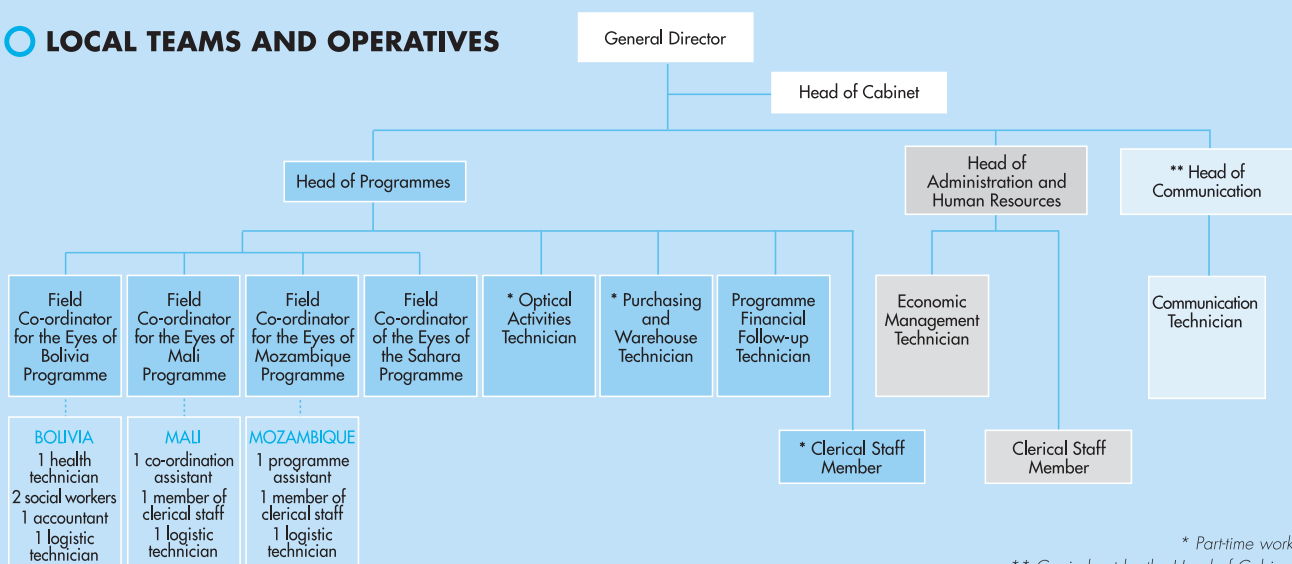 LOCAL TEAMS AND OPERATIVES
General Director
Head of Cabinet
Head of Programmes
Head of
Administration and
Human Resources
** Head of
Communication
Field
Co-ordinator
for the Eyes of
Bolivia
Programme
Field
Co-ordinator
for the Eyes of
Mali
Programme
Field
Co-ordinator
for the Eyes of
Mozambique
Programme
Field
Co-ordinator
of the Eyes of
the Sahara
Programme
* Optical
Activities
Technician
* Purchasing
and
Warehouse
Technician
Programme
Financial
Follow-up
Technician
Economic
Management
Technician
Communication
Technician
BOLIVIA
1 health
technician
2 social workers
1 accountant
1 logistic
technician
MALI
1 co-ordination
assistant
1 member of
clerical staff
1 logistic
technician
MOZAMBIQUE
1 programme
assistant
1 member of
clerical staff
1 logistic
technician
* Clerical Staff
Member
Clerical Staff
Member
* Part-time work